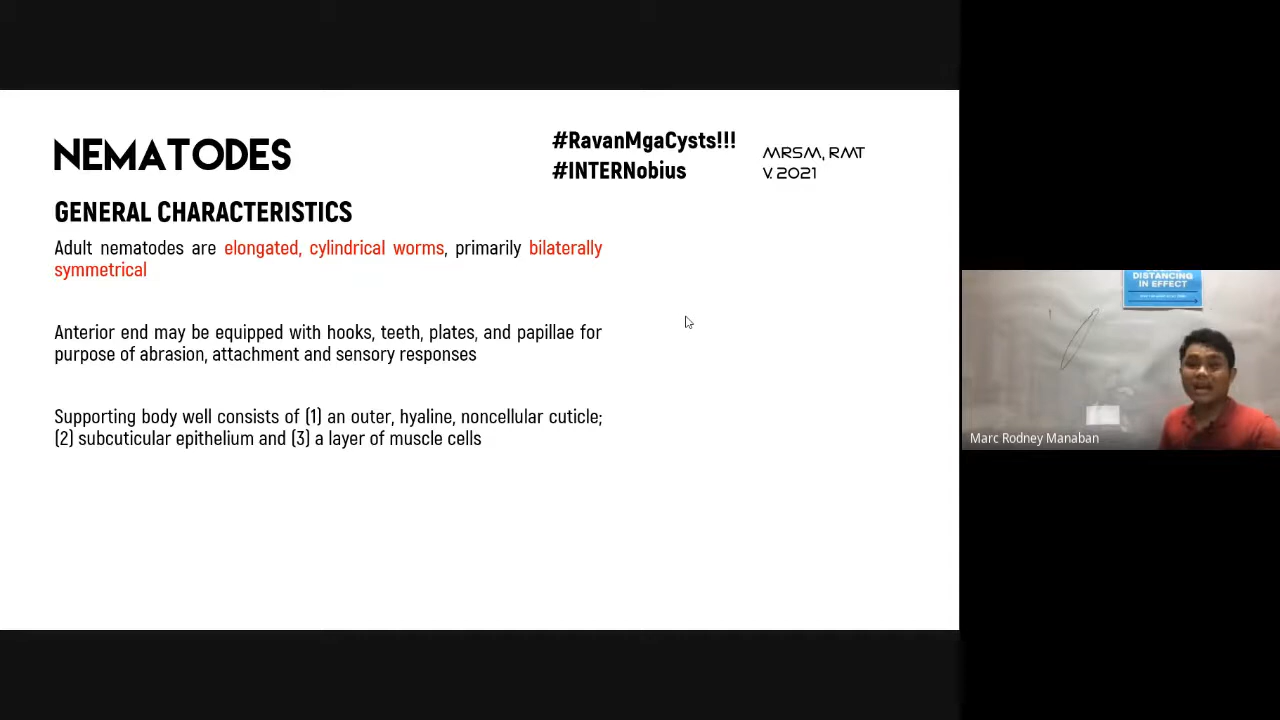 NEMATODES
#RavanMgaCysts!!!
#INTERNobius
MRSM, RMT
V. 2021
GENERAL CHARACTERISTICS
Adult nematodes are elongated, cylindrical worms, primarily bilaterally
symmetrical
Anterior end may be equipped with hooks, teeth, plates, and papillae for
purpose of abrasion, attachment and sensory responses
Supporting body well consists of (1) an outer, hyaline, noncellular cuticle;
(2) subcuticular epithelium and (3) a layer of muscle cells
DISTANCING
IN EFFECT
Marc Rodney Manaban